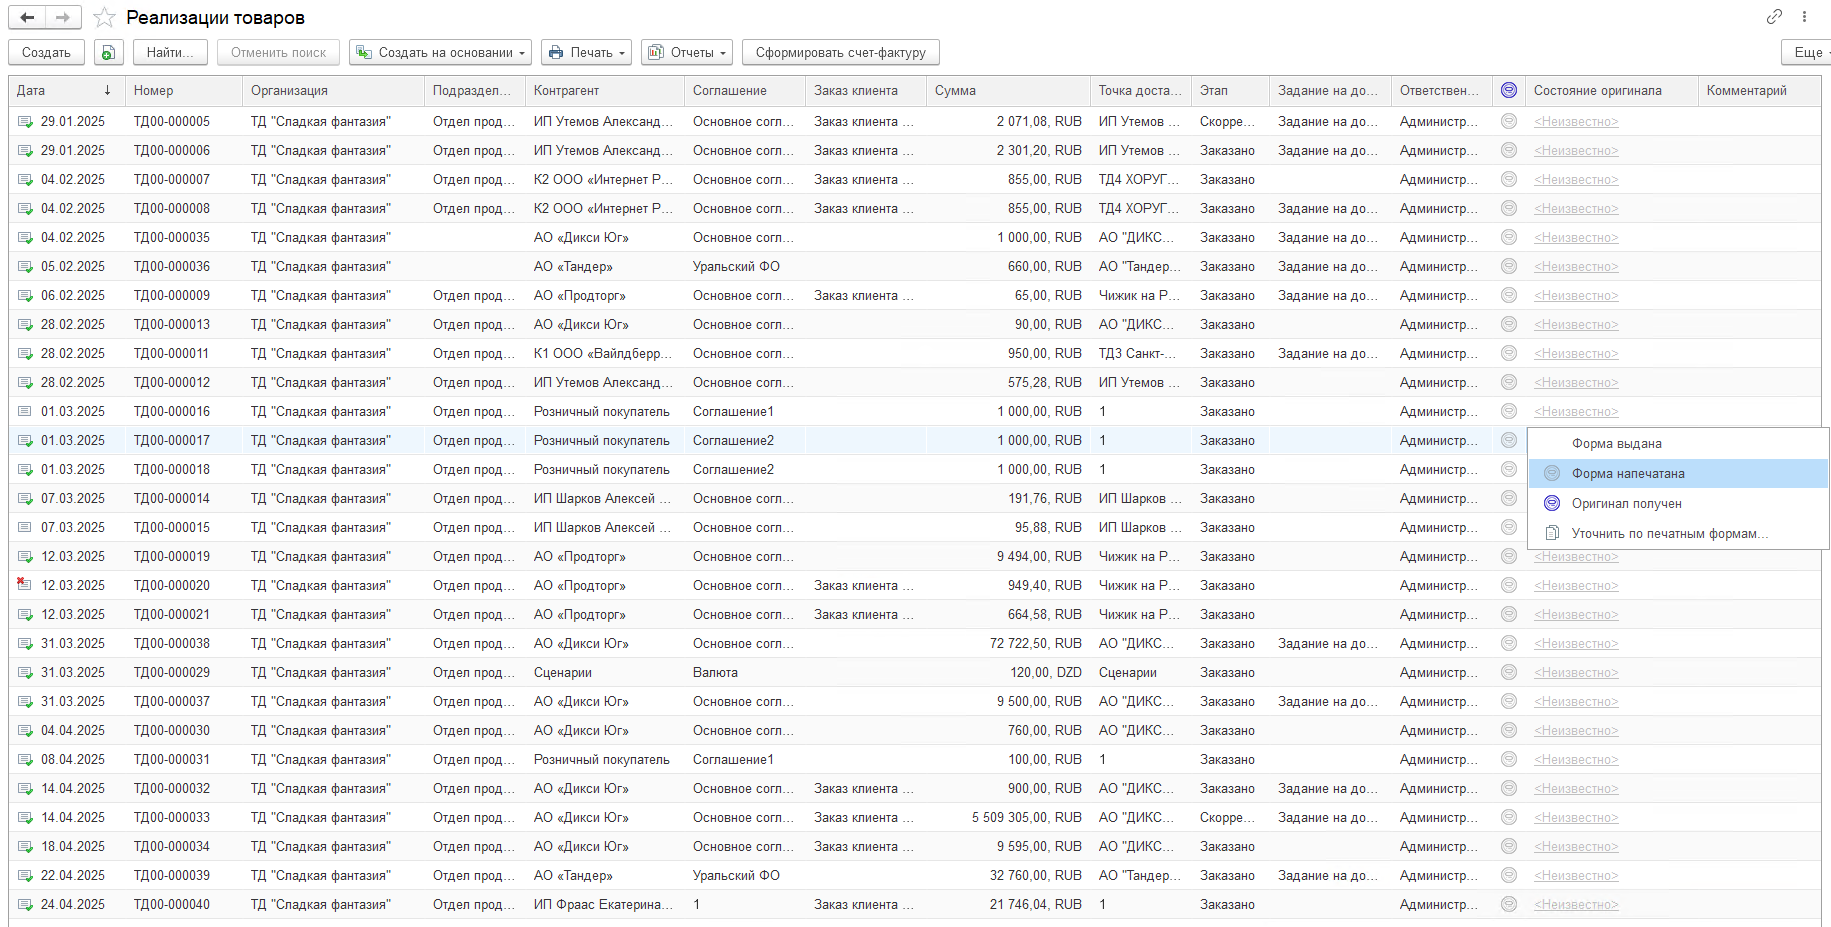 Реализации товаров
Создать Найти... Отменить поиск Создать на основании Печать Отчеты Сформировать счет-фактуру Еще
Дата ↓ Номер Организация Подраздел... Контрагент Соглашение Заказ клиента Сумма Точка доста... Этап Задание на до... Ответствен... Состояние оригинала Комментарий
29.01.2025 ТД00-000005 ТД "Сладкая фантазия" Отдел прод... ИП Утемов Александ... Основное согл... Заказ клиента ... 2 071,08, RUB ИП Утемов ... Скорре... Задание на до... Администр... <Неизвестно>
29.01.2025 ТД00-000006 ТД "Сладкая фантазия" Отдел прод... ИП Утемов Александ... Основное согл... Заказ клиента ... 2 301,20, RUB ИП Утемов ... Заказано Задание на до... Администр... <Неизвестно>
04.02.2025 ТД00-000007 ТД "Сладкая фантазия" Отдел прод... К2 ООО «Интернет Р... Основное согл... Заказ клиента ... 855,00, RUB ТД4 ХОРУГ... Заказано Администр... <Неизвестно>
04.02.2025 ТД00-000008 ТД "Сладкая фантазия" Отдел прод... К2 ООО «Интернет Р... Основное согл... Заказ клиента ... 855,00, RUB ТД4 ХОРУГ... Заказано Задание на до... Администр... <Неизвестно>
04.02.2025 ТД00-000035 ТД "Сладкая фантазия" АО «Дикси Юг» Основное согл... 1 000,00, RUB АО "ДИКС... Заказано Задание на до... Администр... <Неизвестно>
05.02.2025 ТД00-000036 ТД "Сладкая фантазия" АО «Тандер» Уральский ФО 660,00, RUB АО "Тандер... Заказано Задание на до... Администр... <Неизвестно>
06.02.2025 ТД00-000009 ТД "Сладкая фантазия" Отдел прод... АО «Продторг» Основное согл... Заказ клиента ... 65,00, RUB Чижик на Р... Заказано Задание на до... Администр... <Неизвестно>
28.02.2025 ТД00-000013 ТД "Сладкая фантазия" Отдел прод... АО «Дикси Юг» Основное согл... 90,00, RUB АО "ДИКС... Заказано Администр... <Неизвестно>
28.02.2025 ТД00-000011 ТД "Сладкая фантазия" Отдел прод... К1 ООО «Вайлдберр... Основное согл... 950,00, RUB ТД3 Санкт-... Заказано Задание на до... Администр... <Неизвестно>
28.02.2025 ТД00-000012 ТД "Сладкая фантазия" Отдел прод... ИП Утемов Александ... Основное согл... 575,28, RUB ИП Утемов ... Заказано Администр... <Неизвестно>
01.03.2025 ТД00-000016 ТД "Сладкая фантазия" Отдел прод... Розничный покупатель Соглашение1 1 000,00, RUB 1 Заказано Администр... <Неизвестно>
01.03.2025 ТД00-000017 ТД "Сладкая фантазия" Отдел прод... Розничный покупатель Соглашение2 1 000,00, RUB 1 Заказано Администр... Форма выдана
01.03.2025 ТД00-000018 ТД "Сладкая фантазия" Отдел прод... Розничный покупатель Соглашение2 1 000,00, RUB 1 Заказано Администр... Форма напечатана
07.03.2025 ТД00-000014 ТД "Сладкая фантазия" Отдел прод... ИП Шарков Алексей ... Основное согл... 191,76, RUB ИП Шарков ... Заказано Администр... Оригинал получен
07.03.2025 ТД00-000015 ТД "Сладкая фантазия" Отдел прод... ИП Шарков Алексей ... Основное согл... 95,88, RUB ИП Шарков ... Заказано Администр... Уточнить по печатным формам...
12.03.2025 ТД00-000019 ТД "Сладкая фантазия" Отдел прод... АО «Продторг» Основное согл... 9 494,00, RUB Чижик на Р... Заказано Администр... <Неизвестно>
12.03.2025 ТД00-000020 ТД "Сладкая фантазия" Отдел прод... АО «Продторг» Основное согл... Заказ клиента ... 949,40, RUB Чижик на Р... Заказано Администр... <Неизвестно>
12.03.2025 ТД00-000021 ТД "Сладкая фантазия" Отдел прод... АО «Продторг» Основное согл... Заказ клиента ... 664,58, RUB Чижик на Р... Заказано Администр... <Неизвестно>
31.03.2025 ТД00-000038 ТД "Сладкая фантазия" Отдел прод... АО «Дикси Юг» Основное согл... 72 722,50, RUB АО "ДИКС... Заказано Задание на до... Администр... <Неизвестно>
31.03.2025 ТД00-000029 ТД "Сладкая фантазия" Отдел прод... Сценарии Валюта 120,00, DZD Сценарии Заказано Администр... <Неизвестно>
31.03.2025 ТД00-000037 ТД "Сладкая фантазия" Отдел прод... АО «Дикси Юг» Основное согл... 9 500,00, RUB АО "ДИКС... Заказано Задание на до... Администр... <Неизвестно>
04.04.2025 ТД00-000030 ТД "Сладкая фантазия" Отдел прод... АО «Дикси Юг» Основное согл... 760,00, RUB АО "ДИКС... Заказано Администр... <Неизвестно>
08.04.2025 ТД00-000031 ТД "Сладкая фантазия" Отдел прод... Розничный покупатель Соглашение1 100,00, RUB 1 Заказано Администр... <Неизвестно>
14.04.2025 ТД00-000032 ТД "Сладкая фантазия" Отдел прод... АО «Дикси Юг» Основное согл... Заказ клиента ... 900,00, RUB АО "ДИКС... Заказано Задание на до... Администр... <Неизвестно>
14.04.2025 ТД00-000033 ТД "Сладкая фантазия" Отдел прод... АО «Дикси Юг» Основное согл... Заказ клиента ... 5 509 305,00, RUB АО "ДИКС... Скорре... Задание на до... Администр... <Неизвестно>
18.04.2025 ТД00-000034 ТД "Сладкая фантазия" Отдел прод... АО «Дикси Юг» Основное согл... Заказ клиента ... 9 595,00, RUB АО "ДИКС... Заказано Администр... <Неизвестно>
22.04.2025 ТД00-000039 ТД "Сладкая фантазия" Отдел прод... АО «Тандер» Уральский ФО 32 760,00, RUB АО "Тандер... Заказано Задание на до... Администр... <Неизвестно>
24.04.2025 ТД00-000040 ТД "Сладкая фантазия" Отдел прод... ИП Фраас Екатерина... 1 Заказ клиента ... 21 746,04, RUB 1 Заказано Администр... <Неизвестно>